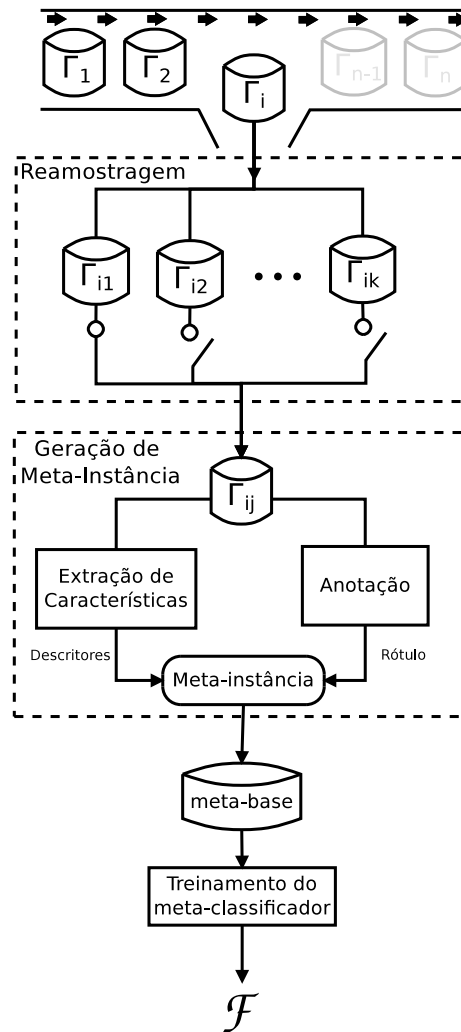 Γ1 Γ2 Γi Γn-1 Γn
Reamostragem
Γi1 Γi2 ... Γik
Geração de
Meta-Instância
Γij
Extração de
Característíficas
Anotação
Descritores
Rótulo
Meta-instância
meta-base
Treinamento do
meta-classificador
ℱ